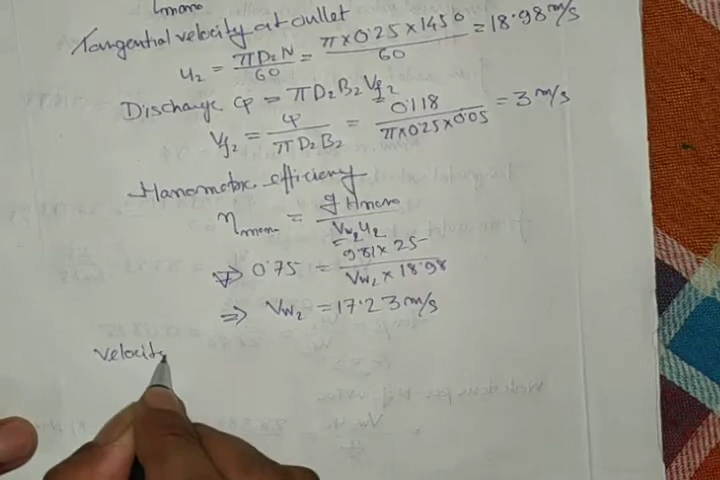 Lmano
Tangential velocity at outlet
u2 = πD2N/60 = π×0.25×1450/60 = 18.98 m/s
Discharge φ = πD2B2Vf2
Vf2 = φ/πD2B2 = 0.118/π×0.25×0.05 = 3 m/s
Manometric efficiency
ηmano = gHmano/Vw2u2
⇒ 0.75 = 9.81×25/Vw2×18.98
⇒ Vw2 = 17.23 m/s
Velocity